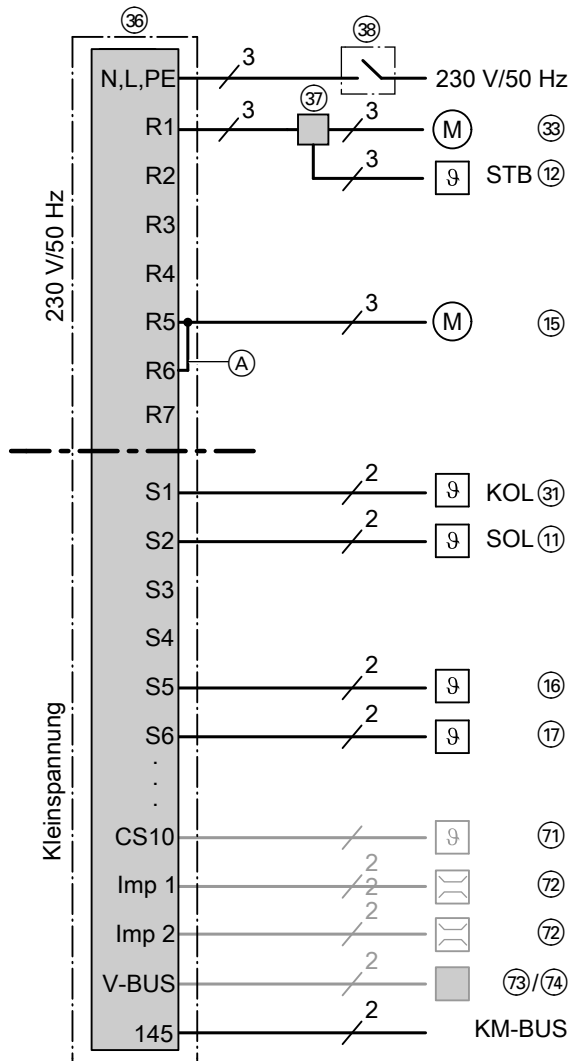 36
38
N,L,PE 3 230 V/50 Hz
37
R1 3 3 M 33
R2 3 ϑ STB 12
R3
R4
R5 3 M 15
R6 A
R7
230 V/50 Hz
S1 2 ϑ KOL 31
S2 2 ϑ SOL 11
S3
S4
S5 2 ϑ 16
S6 2 ϑ 17
.
.
.
Kleinspannung
CS10 2 ϑ 71
Imp 1 2 72
Imp 2 2 72
V-BUS 2 73/74
145 2 KM-BUS